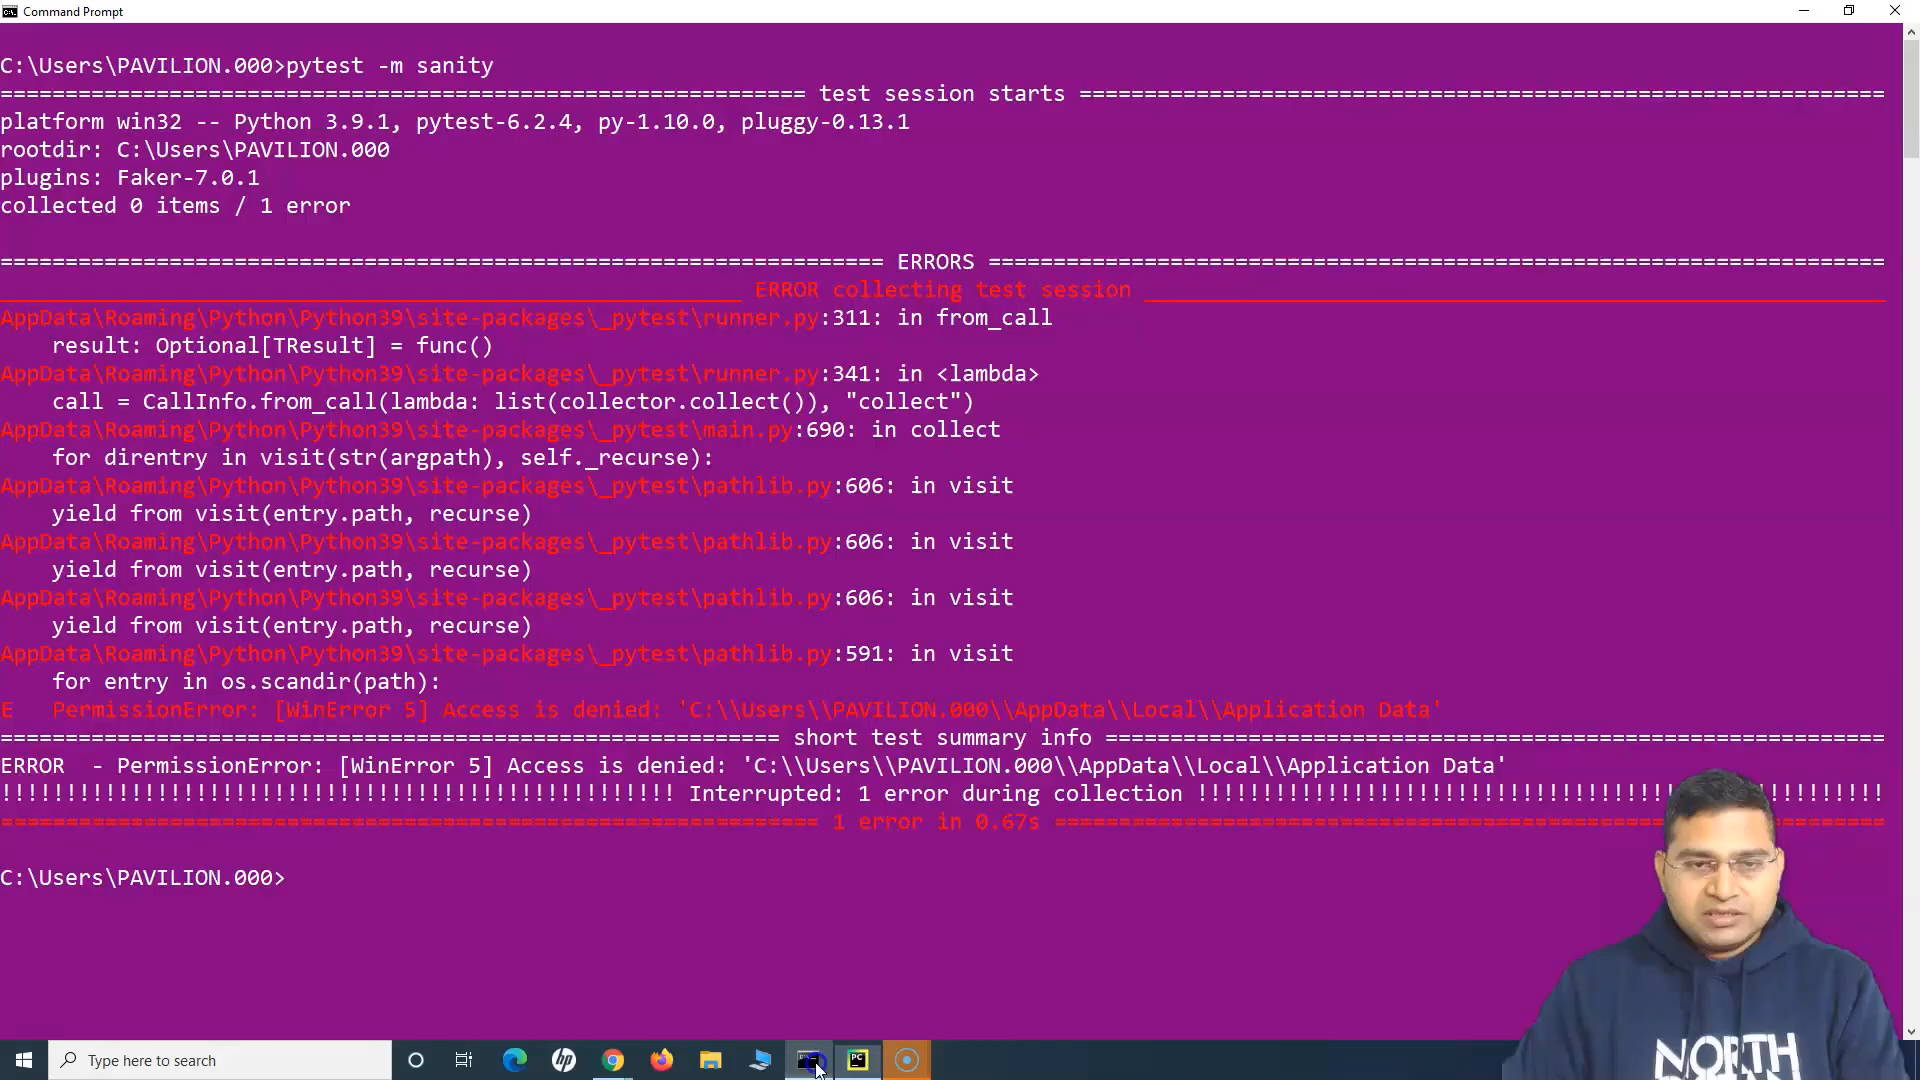 Command Prompt
C:\Users\PAVILION.000>pytest -m sanity
============================================================== test session starts ==============================================================
platform win32 -- Python 3.9.1, pytest-6.2.4, py-1.10.0, pluggy-0.13.1
rootdir: C:\Users\PAVILION.000
plugins: Faker-7.0.1
collected 0 items / 1 error
==================================================================== ERRORS =====================================================================
_________________________________________________________ ERROR collecting test session _________________________________________________________
AppData\Roaming\Python\Python39\site-packages\_pytest\runner.py:311: in from_call
    result: Optional[TResult] = func()
AppData\Roaming\Python\Python39\site-packages\_pytest\runner.py:341: in <lambda>
    call = CallInfo.from_call(lambda: list(collector.collect()), "collect")
AppData\Roaming\Python\Python39\site-packages\_pytest\main.py:690: in collect
    for direntry in visit(str(argpath), self._recurse):
AppData\Roaming\Python\Python39\site-packages\_pytest\pathlib.py:606: in visit
    yield from visit(entry.path, recurse)
AppData\Roaming\Python\Python39\site-packages\_pytest\pathlib.py:606: in visit
    yield from visit(entry.path, recurse)
AppData\Roaming\Python\Python39\site-packages\_pytest\pathlib.py:606: in visit
    yield from visit(entry.path, recurse)
AppData\Roaming\Python\Python39\site-packages\_pytest\pathlib.py:591: in visit
    for entry in os.scandir(path):
E   PermissionError: [WinError 5] Access is denied: 'C:\\Users\\PAVILION.000\\AppData\\Local\\Application Data'
============================================================ short test summary info ============================================================
ERROR  - PermissionError: [WinError 5] Access is denied: 'C:\\Users\\PAVILION.000\\AppData\\Local\\Application Data'
!!!!!!!!!!!!!!!!!!!!!!!!!!!!!!!!!!!!!!!!!!!!!!!!!!!! Interrupted: 1 error during collection !!!!!!!!!!!!!!!!!!!!!!!!!!!!!!!!!!!!!!!!!!!!!!!!!!!!!
=============================================================== 1 error in 0.67s ================================================================
C:\Users\PAVILION.000>
NORTH
Type here to search
hp
PC